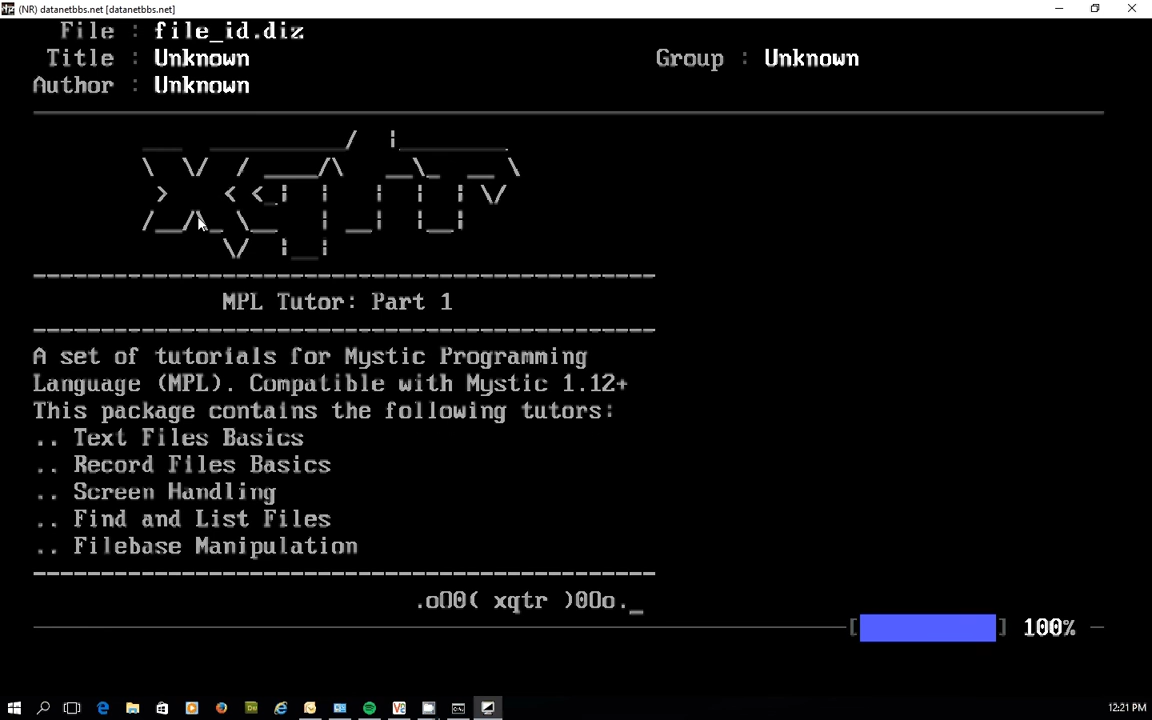 (NR) datanetbbs.net [datanetbbs.net]
File : file_id.diz
Title : Unknown Group : Unknown
Author : Unknown
MPL Tutor: Part 1
A set of tutorials for Mystic Programming
Language (MPL). Compatible with Mystic 1.12+
This package contains the following tutors:
.. Text Files Basics
.. Record Files Basics
.. Screen Handling
.. Find and List Files
.. Filebase Manipulation
.oO0( xqtr )0Oo._
[ ] 100%
12:21 PM